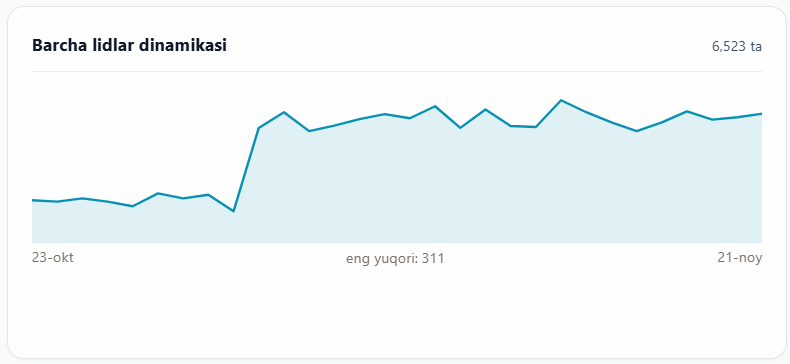 Barcha lidlar dinamikasi
6,523 ta
23-okt
eng yuqori: 311
21-noy